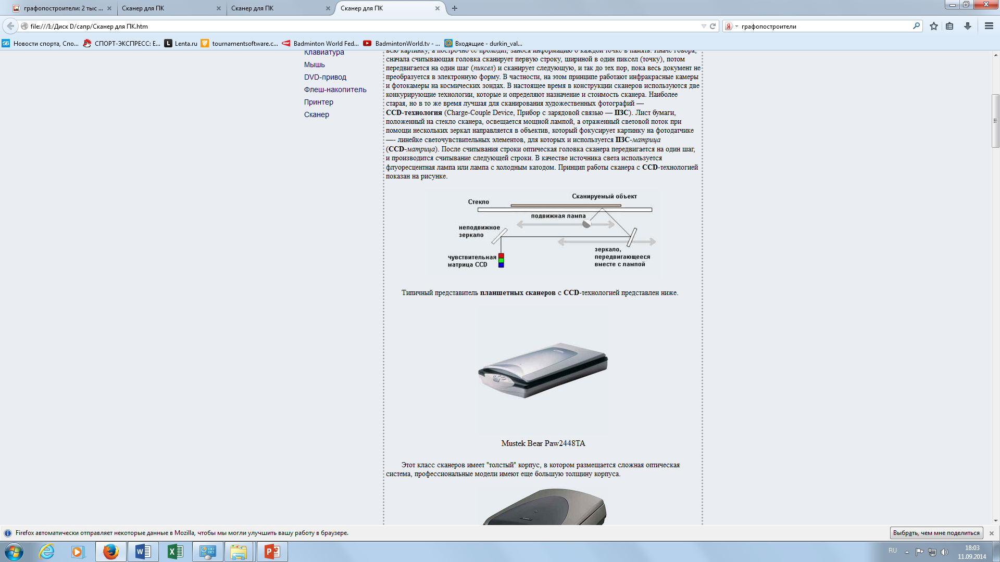 графопостроители: 2 тыс ...
Сканер для ПК
Сканер для ПК
Сканер для ПК
file:///I:/Диск D/сапр/Сканер для ПК.htm
графопостроители
Новости спорта, Спо...
СПОРТ-ЭКСПРЕСС: Е...
Lenta.ru
tournamentsoftware.c...
Badminton World Fed...
BadmintonWorld.tv - ...
Входящие - durkin_val...
Клавиатура
Мышь
DVD-привод
Флеш-накопитель
Принтер
Сканер
всю картинку, а построчно ее проходит, занося информацию о каждой точке в память. Иначе говоря,
сначала считывающая головка сканирует первую строку, шириной в один пиксел (точку), потом
передвигается на один шаг (пиксел) и сканирует следующую, и так до тех пор, пока весь документ не
преобразуется в электронную форму. В частности, на этом принципе работают инфракрасные камеры
и фотокамеры на космических зондах. В настоящее время в конструкции сканеров используются две
конкурирующие технологии, которые и определяют назначение и стоимость сканера. Наиболее
старая, но в то же время лучшая для сканирования художественных фотографий —
CCD-технология (Charge-Couple Device, Прибор с зарядовой связью — ПЗС). Лист бумаги,
положенный на стекло сканера, освещается мощной лампой, а отраженный световой поток при
помощи нескольких зеркал направляется в объектив, который фокусирует картинку на фотодатчике
—- линейке светочувствительных элементов, для которых и используется ПЗС-матрица
(CCD-матрица). После считывания строки оптическая головка сканера передвигается на один шаг,
и производится считывание следующей строки. В качестве источника света используется
флуоресцентная лампа или лампа с холодным катодом. Принцип работы сканера с CCD-технологией
показан на рисунке.
Сканируемый объект
Стекло
подвижная лампа
неподвижное
зеркало
чувствительная
матрица CCD
зеркало,
передвигающееся
вместе с лампой
Типичный представитель планшетных сканеров с CCD-технологией представлен ниже.
Mustek Bear Paw2448TA
Этот класс сканеров имеет "толстый" корпус, в котором размещается сложная оптическая
система, профессиональные модели имеют еще большую толщину корпуса.
Firefox автоматически отправляет некоторые данные в Mozilla, чтобы мы могли улучшить вашу работу в браузере.
Выбрать, чем мне поделиться
RU
18:03
11.09.2014